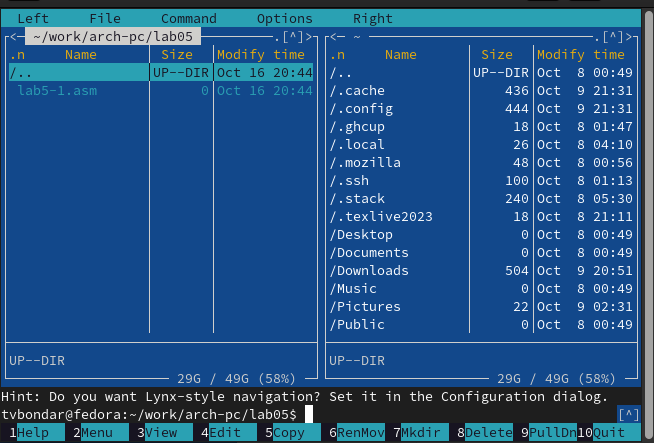 Left File Command Options Right
<─ ~/work/arch-pc/lab05 ─.[^]> <─ ~ ─.[^]>
.n Name Size Modify time .n Name Size Modify time
/.. UP--DIR Oct 16 20:44 /.. UP--DIR Oct 8 00:49
lab5-1.asm 0 Oct 16 20:44 /.cache 436 Oct 9 21:31
/.config 444 Oct 9 21:31
/.ghcup 18 Oct 8 01:47
/.local 26 Oct 8 04:10
/.mozilla 48 Oct 8 00:56
/.ssh 100 Oct 8 01:13
/.stack 240 Oct 8 05:30
/.texlive2023 18 Oct 8 21:11
/Desktop 0 Oct 8 00:49
/Documents 0 Oct 8 00:49
/Downloads 504 Oct 9 20:51
/Music 0 Oct 8 00:49
/Pictures 22 Oct 9 02:31
/Public 0 Oct 8 00:49
UP--DIR UP--DIR
29G / 49G (58%) 29G / 49G (58%)
Hint: Do you want Lynx-style navigation? Set it in the Configuration dialog.
tvbondar@fedora:~/work/arch-pc/lab05$ [^]
1Help 2Menu 3View 4Edit 5Copy 6RenMov 7Mkdir 8Delete 9PullDn 10Quit